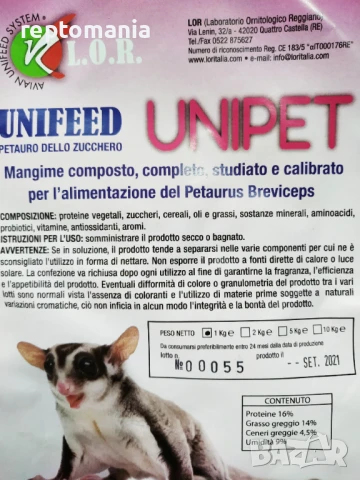 reptomania
AVIAN UNIFEED SYSTEM
L.O.R.
LOR (Laboratorio Ornitologico Reggiano)
Via Lenin, 32/a - 42020 Quattro Castella (RE)
Tel./Fax 0522 875627
Numero di riconoscimento Reg. CE 183/5 "αIT000176RE"
www.loritalia.com • e-mail: info@loritalia.com
UNIFEED
PETAURO DELLO ZUCCHERO
UNIPET
Mangime composto, completo, studiato e calibrato
per l'alimentazione del Petaurus Breviceps
COMPOSIZIONE: proteine vegetali, zuccheri, cereali, oli e grassi, sostanze minerali, aminoacidi,
probiotici, vitamine, antiossidanti, aromi.
ISTRUZIONI PER L'USO: somministrare il prodotto secco o bagnato.
AVVERTENZE: Se in soluzione, il prodotto tende a separarsi nelle varie componenti per cui ne è
sconsigliato l'utilizzo in forma di nettare. Non esporre il prodotto a fonti dirette di calore o luce
solare. La confezione va richiusa dopo ogni utilizzo al fine di garantirne la fragranza, l'efficienza
e l'appetibilità del prodotto. Eventuali difformità di colore o granulometria del prodotto tra i vari
lotti sono normali vista l'assenza di coloranti e l'utilizzo di materie prime soggette a naturali
variazioni cromatiche, ciò non inficia in alcun modo l'integrità e la bontà del prodotto.
PESO NETTO 1 Kg e 2 Kg e 5 Kg e 10 Kg e
Da consumarsi preferibilmente entro 24 mesi dalla data di produzione
lotto n. prodotto il
Nº00055 -- SET. 2021
CONTENUTO
Proteine 16%
Grasso greggio 14%
Ceneri greggie 4,5%
Umidità 9%
bazar